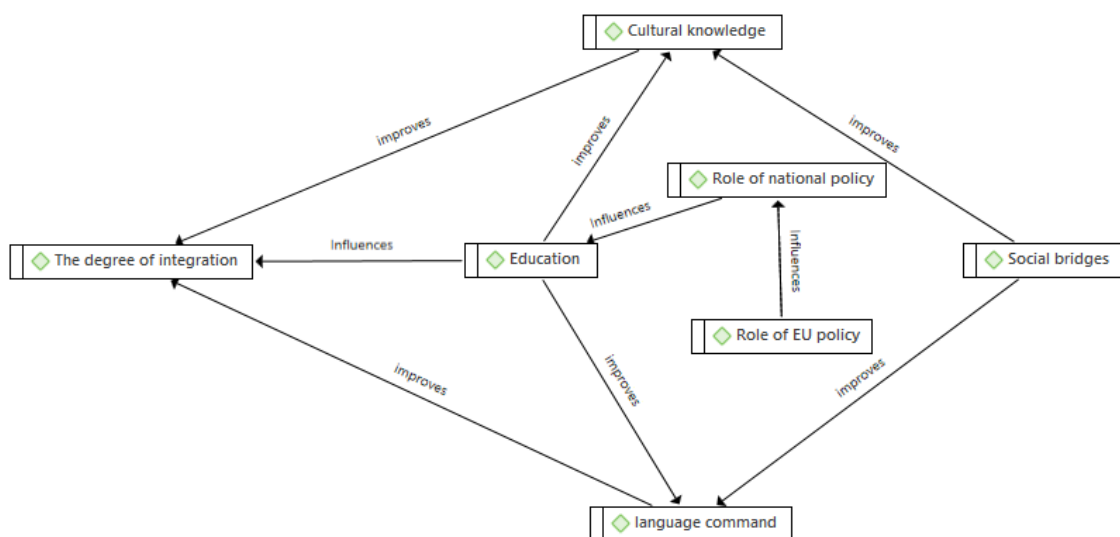 Cultural knowledge
improves
improves
improves
Role of national policy
Influences
Influences
The degree of integration
Influences
Education
Social bridges
Role of EU policy
improves
improves
improves
language command